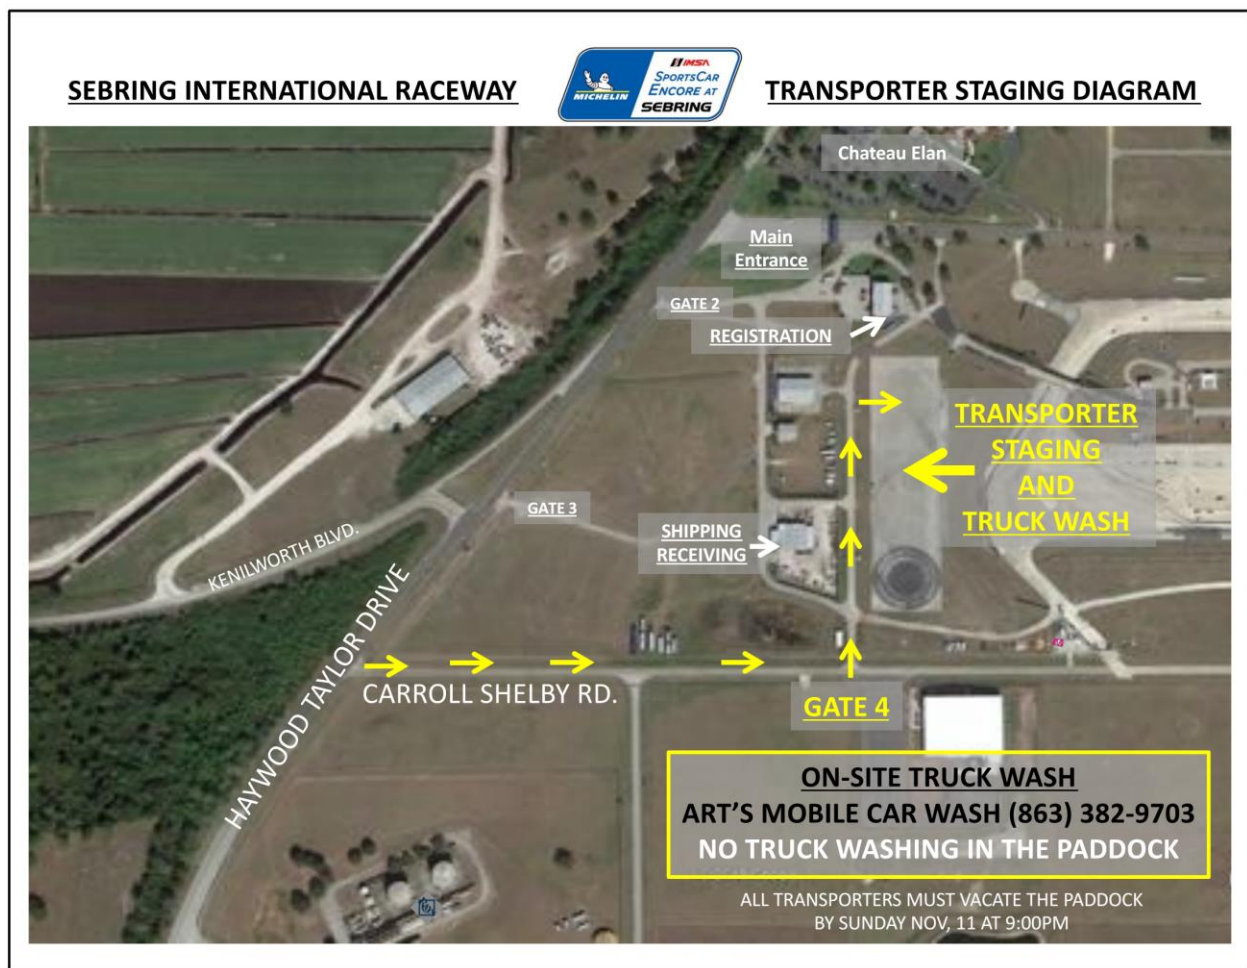 SEBRING INTERNATIONAL RACEWAY
MICHELIN
IMSA
SPORTSCAR
ENCORE AT
SEBRING
TRANSPORTER STAGING DIAGRAM
Chateau Elan
Main
Entrance
GATE 2
REGISTRATION
TRANSPORTER
STAGING
AND
TRUCK WASH
GATE 3
SHIPPING
RECEIVING
KENILWORTH BLVD.
HAYWOOD TAYLOR DRIVE
CARROLL SHELBY RD.
GATE 4
ON-SITE TRUCK WASH
ART'S MOBILE CAR WASH (863) 382-9703
NO TRUCK WASHING IN THE PADDOCK
ALL TRANSPORTERS MUST VACATE THE PADDOCK
BY SUNDAY NOV, 11 AT 9:00PM